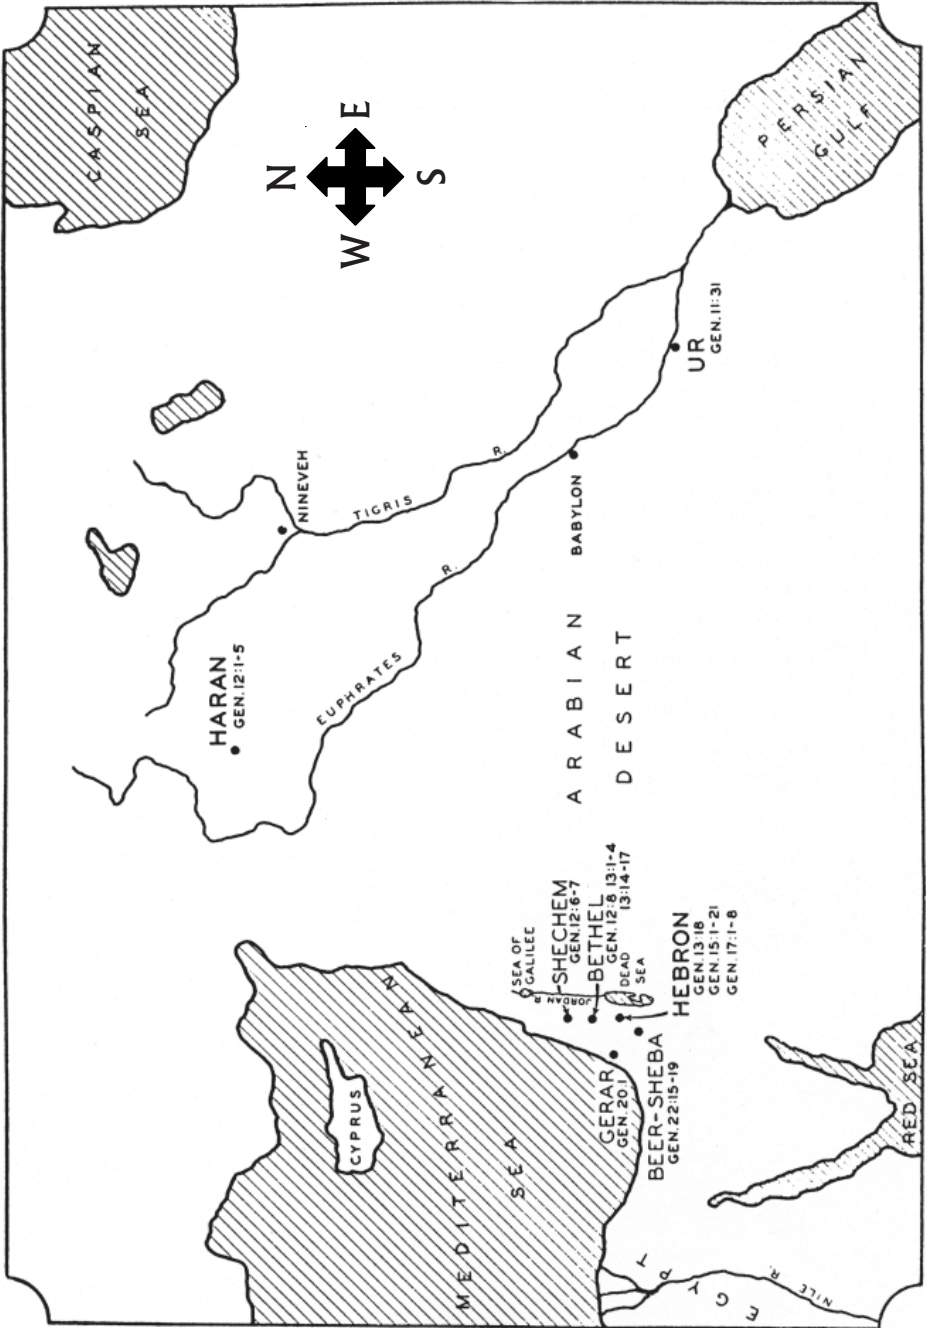 CASPIAN
SEA
N
E
W
S
PERSIAN
GULF
NINEVEH
TIGRIS R.
HARAN
GEN. 12:1-5
EUPHRATES R.
UR
GEN. 11:31
BABYLON
ARABIAN
DESERT
MEDITERRANEAN
SEA
CYPRUS
SEA OF
GALILEE
JORDAN R.
SHECHEM
GEN. 12:6-7
BETHEL
GEN. 12:8 13:1-4
13:14-17
DEAD
SEA
HEBRON
GEN. 13:18
GEN. 15:1-21
GEN. 17:1-8
GERAR
GEN. 20:1
BEER-SHEBA
GEN. 22:15-19
EGYPT
NILE R.
RED SEA